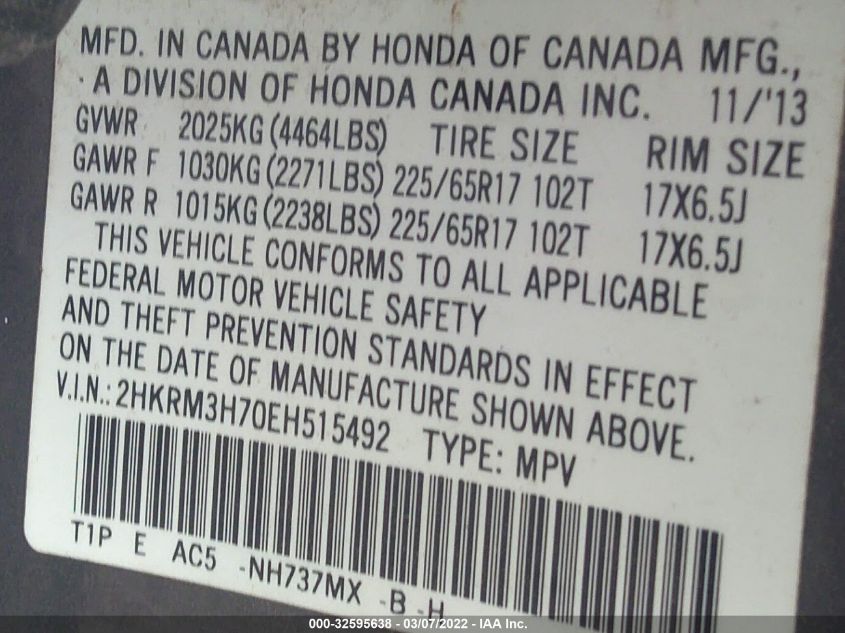 MFD. IN CANADA BY HONDA OF CANADA MFG.,
A DIVISION OF HONDA CANADA INC. 11/'13
GVWR 2025KG (4464LBS) TIRE SIZE RIM SIZE
GAWR F 1030KG (2271LBS) 225/65R17 102T 17X6.5J
GAWR R 1015KG (2238LBS) 225/65R17 102T 17X6.5J
THIS VEHICLE CONFORMS TO ALL APPLICABLE
FEDERAL MOTOR VEHICLE SAFETY
AND THEFT PREVENTION STANDARDS IN EFFECT
ON THE DATE OF MANUFACTURE SHOWN ABOVE.
V.I.N.: 2HKRM3H70EH515492 TYPE: MPV
T1P E AC5 -NH737MX -B -H
000-32595638 - 03/07/2022 - IAA Inc.